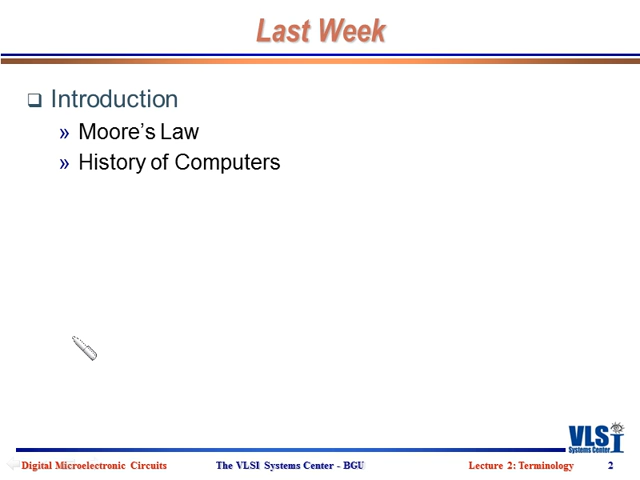 Last Week
Introduction
» Moore's Law
» History of Computers
VLSI
Systems Center
Digital Microelectronic Circuits
The VLSI Systems Center - BGU
Lecture 2: Terminology
2